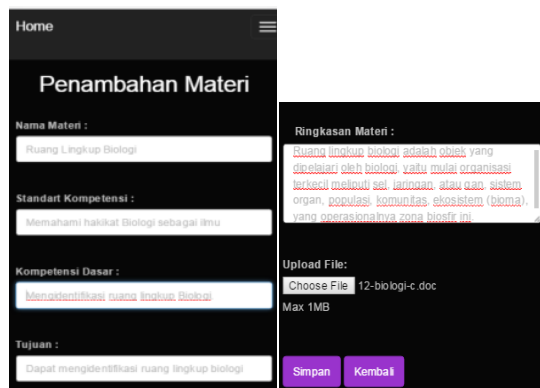 Home
Penambahan Materi
Nama Materi :
Ruang Lingkup Biologi
Standart Kompetensi :
Memahami hakikat Biologi sebagai ilmu
Kompetensi Dasar :
Mengidentifikasi ruang lingkup Biologi
Tujuan :
Dapat mengidentifikasi ruang lingkup biologi
Ringkasan Materi :
Ruang lingkup biologi adalah objek yang
dipelajari oleh biologi, yaitu mulai organisasi
terkecil meliputi sel, jaringan, atau gan, sistem
organ, populasi, komunitas, ekosistem (bioma),
yang operasionalnya zona biosfir ini.
Upload File:
Choose File 12-biologi-c.doc
Max 1MB
Simpan Kembali